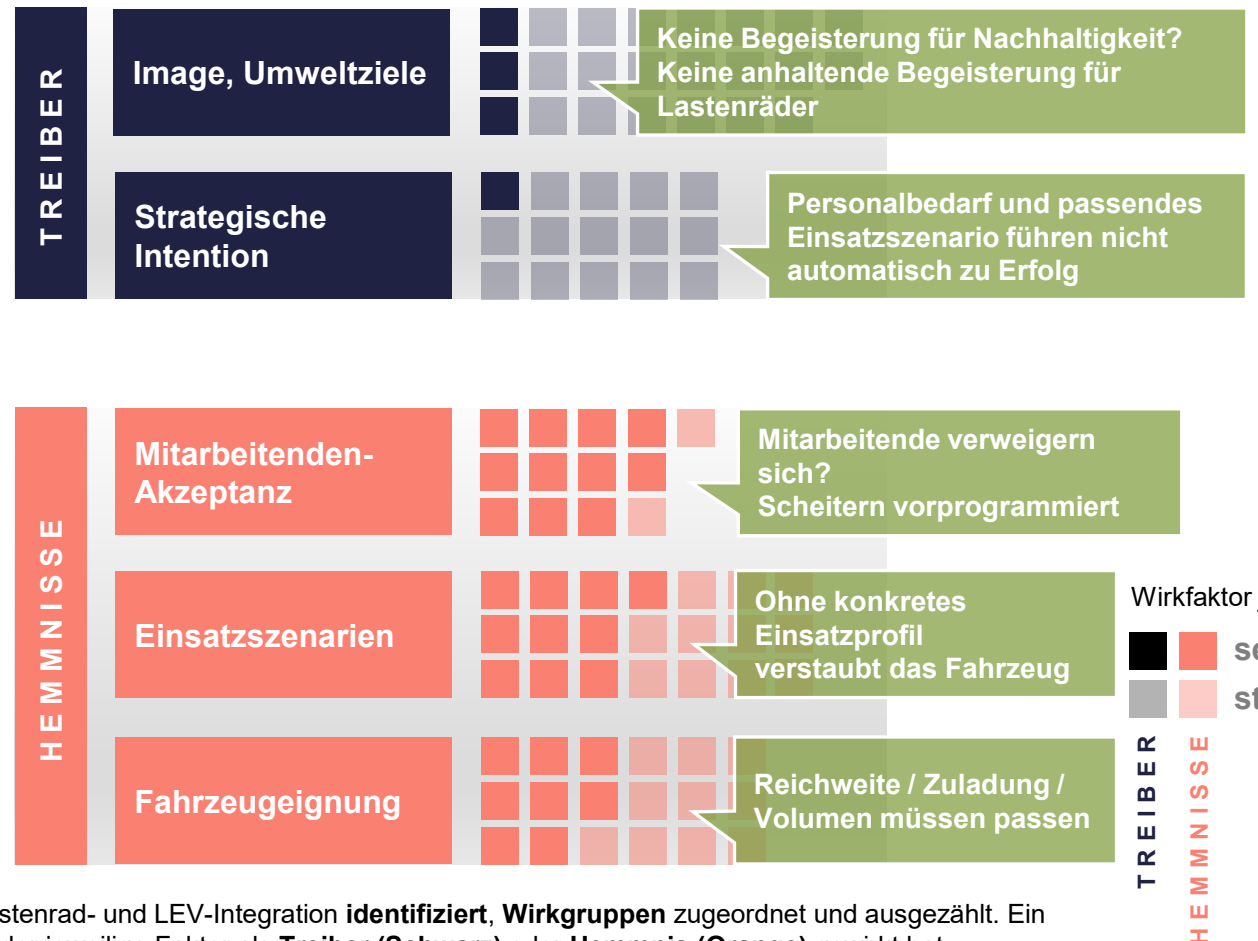 TREIBER
Image, Umweltziele
Keine Begeisterung für Nachhaltigkeit?
Keine anhaltende Begeisterung für
Lastenräder
Strategische
Intention
Personalbedarf und passendes
Einsatzszenario führen nicht
automatisch zu Erfolg
HEMMNISSE
Mitarbeitenden-
Akzeptanz
Mitarbeitende verweigern
sich?
Scheitern vorprogrammiert
Einsatzszenarien
Ohne konkretes
Einsatzprofil
verstaubt das Fahrzeug
Fahrzeugeignung
Reichweite / Zuladung /
Volumen müssen passen
Wirkfaktor
se
st
TREIBER
HEMMNISSE
stenrad- und LEV-Integration identifiziert, Wirkgruppen zugeordnet und ausgezählt. Ein